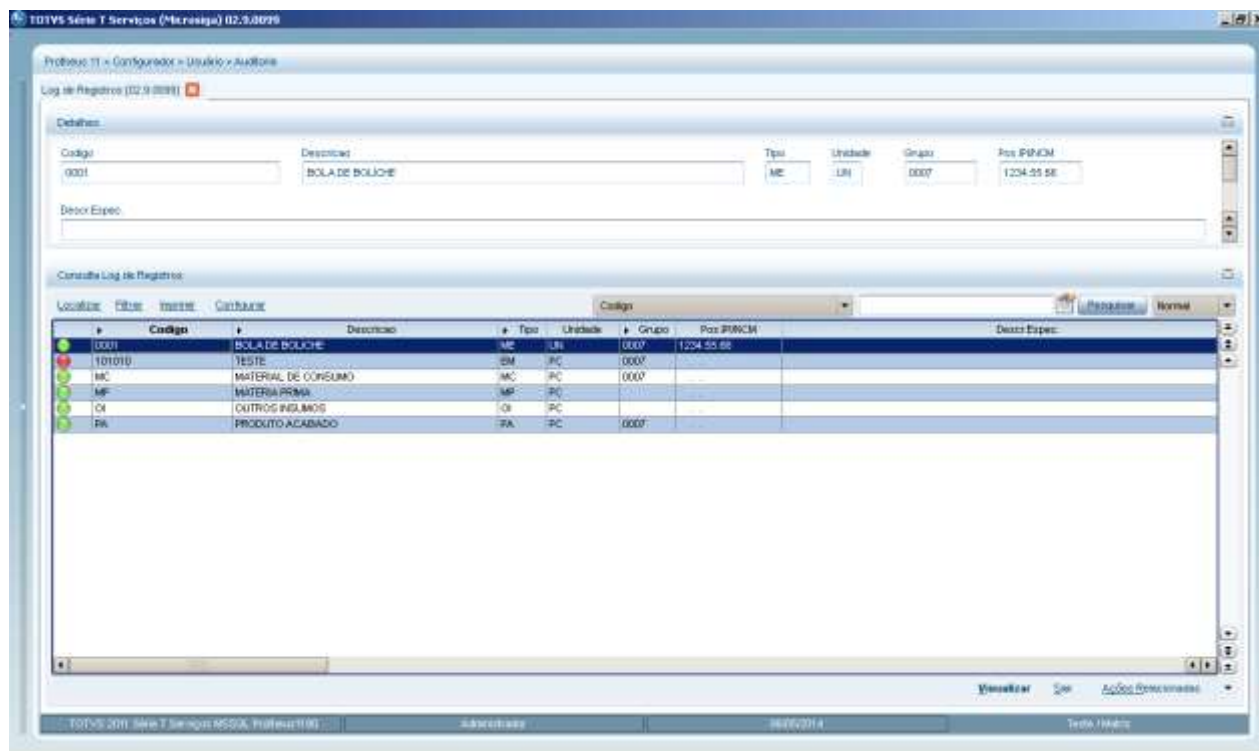 TOTVS Série T Serviços (Microsiga) 02.9.0099
Protheus 11 > Configurador > Usuário > Auditoria
Log de Registros (02.9.0099)
Detalhes
Codigo Descricao Tipo Unidade Grupo Pos.IPI/NCM
0001 BOLA DE BOLICHE ME UN 0007 1234.55.68
Descr.Espec.
Consulta Log de Registros
Localizar Filtrar Imprimir Configurar Codigo Pesquisar Normal
Codigo Descricao Tipo Unidade Grupo Pos.IPI/NCM Descr.Espec.
0001 BOLA DE BOLICHE ME UN 0007 1234.55.68
101010 TESTE EM PC 0007
MC MATERIAL DE CONSUMO MC PC 0007
MP MATERIA PRIMA MP PC
OI OUTROS INSUMOS OI PC
PA PRODUTO ACABADO PA PC 0007
Visualizar Sair Ações Relacionadas
TOTVS 2011 Série T Serviços MSSQL Administrador Teste / Matriz